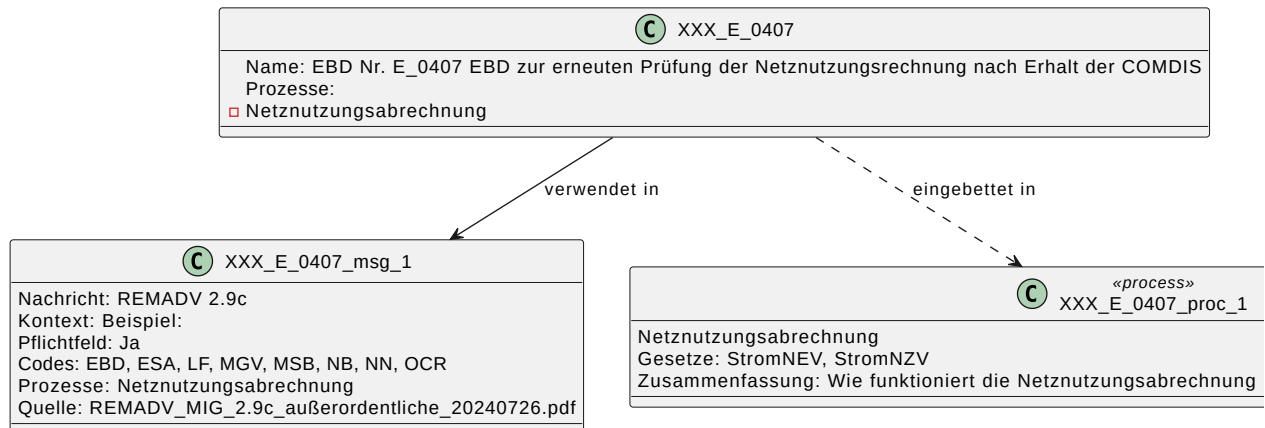 C XXX_E_0407
Name: EBD Nr. E_0407 EBD zur erneuten Prüfung der Netznutzungsrechnung nach Erhalt der COMDIS
Prozesse:
Netznutzungsabrechnung
verwendet in
eingebettet in
C XXX_E_0407_msg_1
Nachricht: REMADV 2.9c
Kontext: Beispiel:
Pflichtfeld: Ja
Codes: EBD, ESA, LF, MGV, MSB, NB, NN, OCR
Prozesse: Netznutzungsabrechnung
Quelle: REMADV_MIG_2.9c_außerordentliche_20240726.pdf
«process»
C XXX_E_0407_proc_1
Netznutzungsabrechnung
Gesetze: StromNEV, StromNZV
Zusammenfassung: Wie funktioniert die Netznutzungsabrechnung